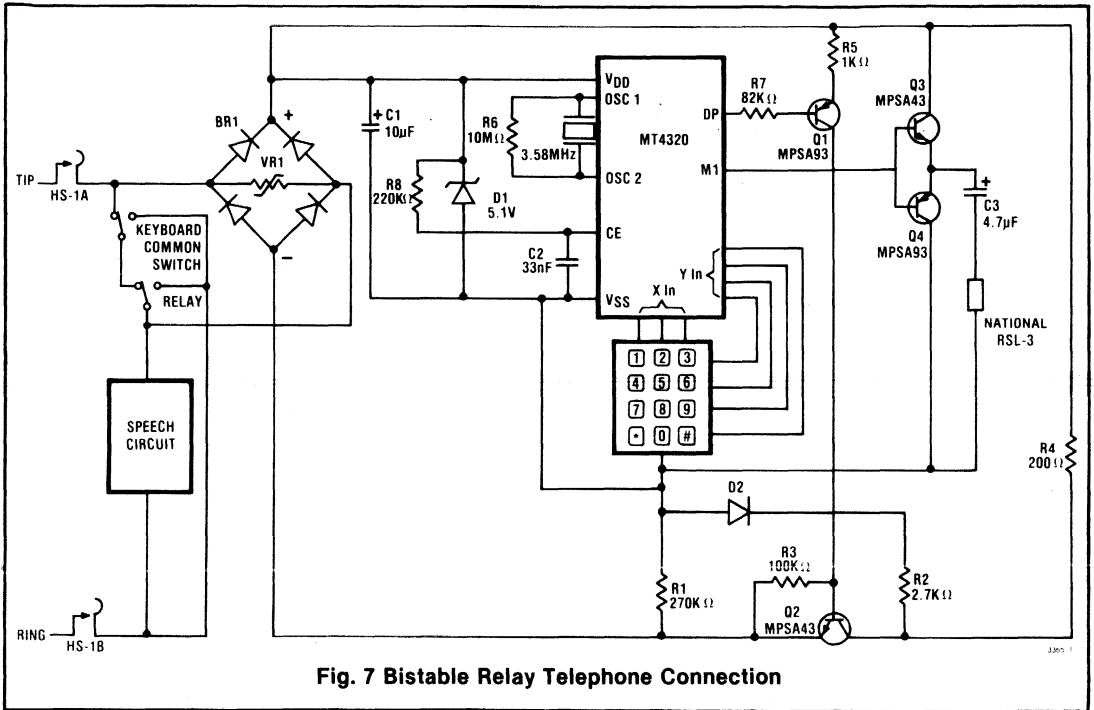 R5
1KΩ
VDD
OSC 1
R7
82KΩ
Q3
MPSA43
BR1
+
+
C1
10µF
R6
10MΩ
DP
MT4320
3.58MHz
Q1
MPSA93
VR1
TIP
HS-1A
OSC 2
M1
+
C3
4.7µF
R8
220KΩ
D1
5.1V
Q4
MPSA93
KEYBOARD
COMMON
SWITCH
CE
–
C2
33nF
Y In
RELAY
VSS
X In
NATIONAL
RSL-3
1 2 3
4 5 6
7 8 9
* 0 #
SPEECH
CIRCUIT
R4
200Ω
D2
R3
100KΩ
R1
270KΩ
R2
2.7KΩ
Q2
MPSA43
RING
HS-1B
Fig. 7 Bistable Relay Telephone Connection